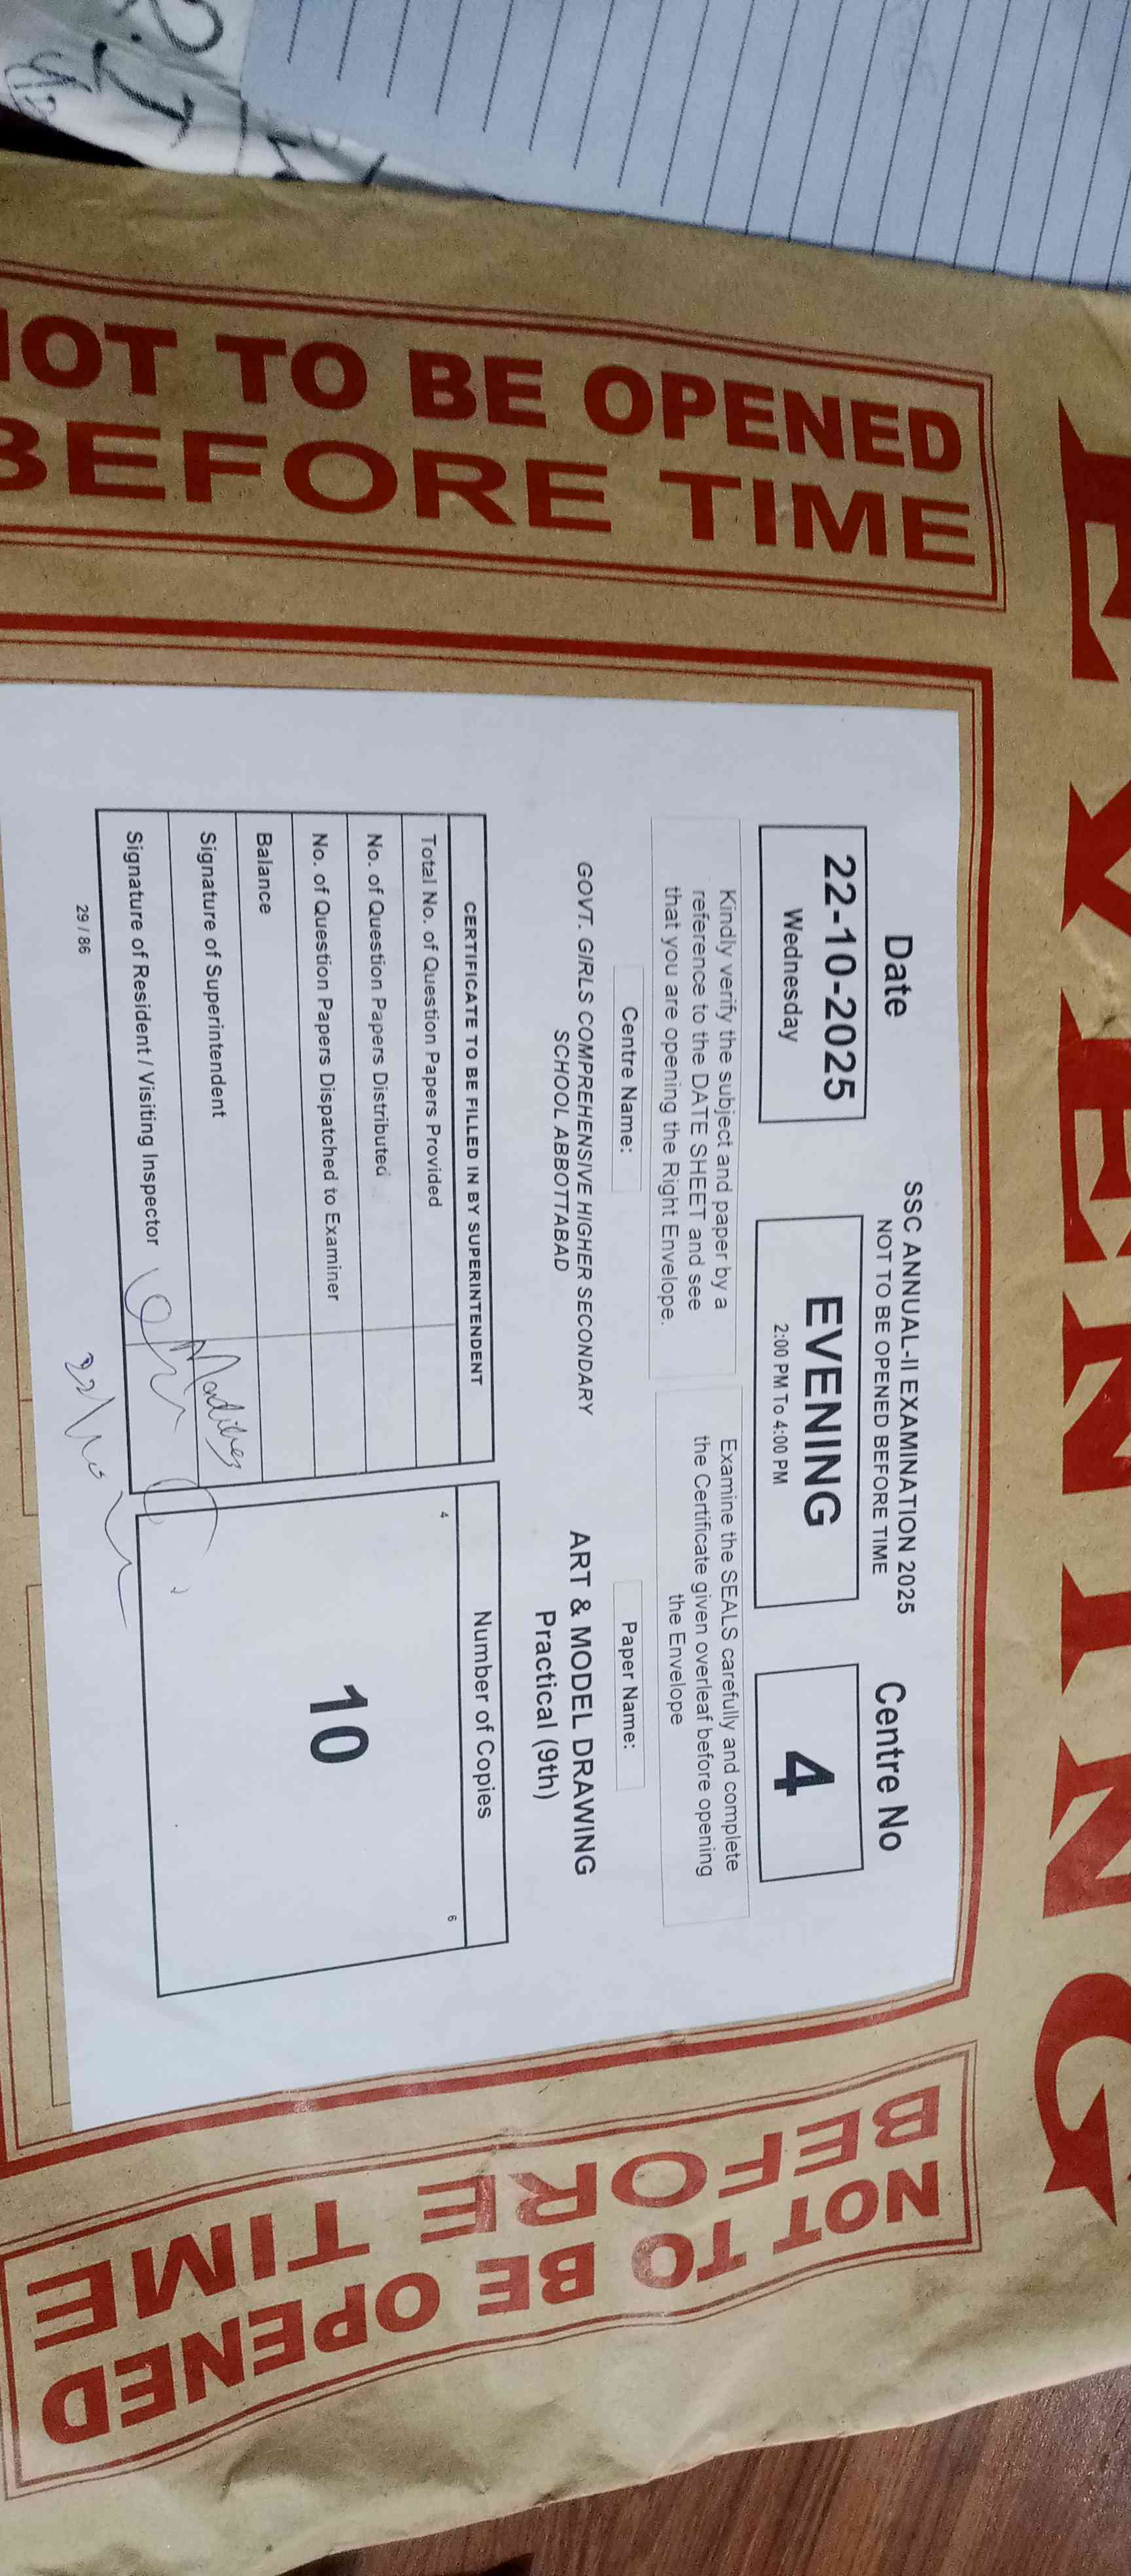 EVENING
NOT TO BE OPENED
BEFORE TIME
SSC ANNUAL-II EXAMINATION 2025
NOT TO BE OPENED BEFORE TIME
Date
22-10-2025
Wednesday
EVENING
2:00 PM To 4:00 PM
Centre No
4
Kindly verify the subject and paper by a
reference to the DATE SHEET and see
that you are opening the Right Envelope.
Examine the SEALS carefully and complete
the Certificate given overleaf before opening
the Envelope
Centre Name:
GOVT. GIRLS COMPREHENSIVE HIGHER SECONDARY
SCHOOL ABBOTTABAD
Paper Name:
ART & MODEL DRAWING
Practical (9th)
CERTIFICATE TO BE FILLED IN BY SUPERINTENDENT
Total No. of Question Papers Provided
No. of Question Papers Distributed
No. of Question Papers Dispatched to Examiner
Balance
Signature of Superintendent
Signature of Resident / Visiting Inspector
Number of Copies
4
6
10
29 / 86
NOT TO BE OPENED
BEFORE TIME